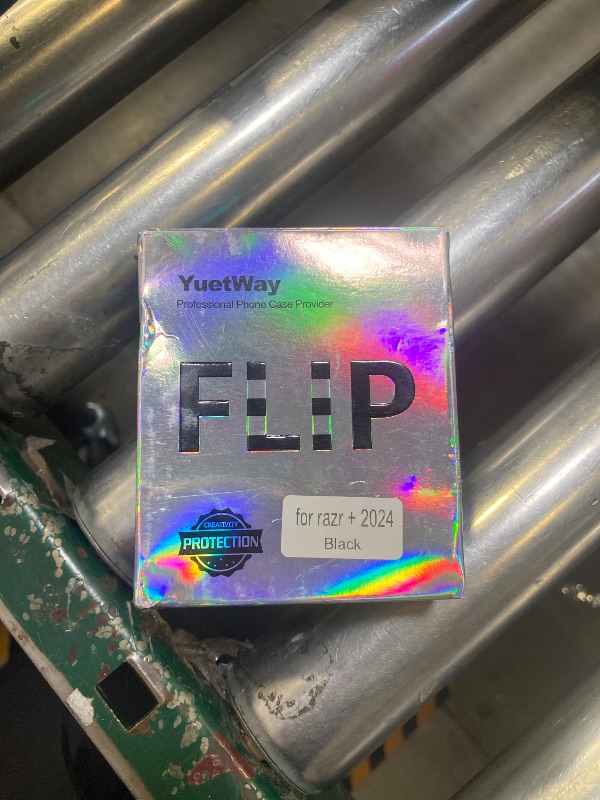 YuetWay
Professional Phone Case Provider
FLiP
CREATIVITY
PROTECTION
for razr + 2024
Black